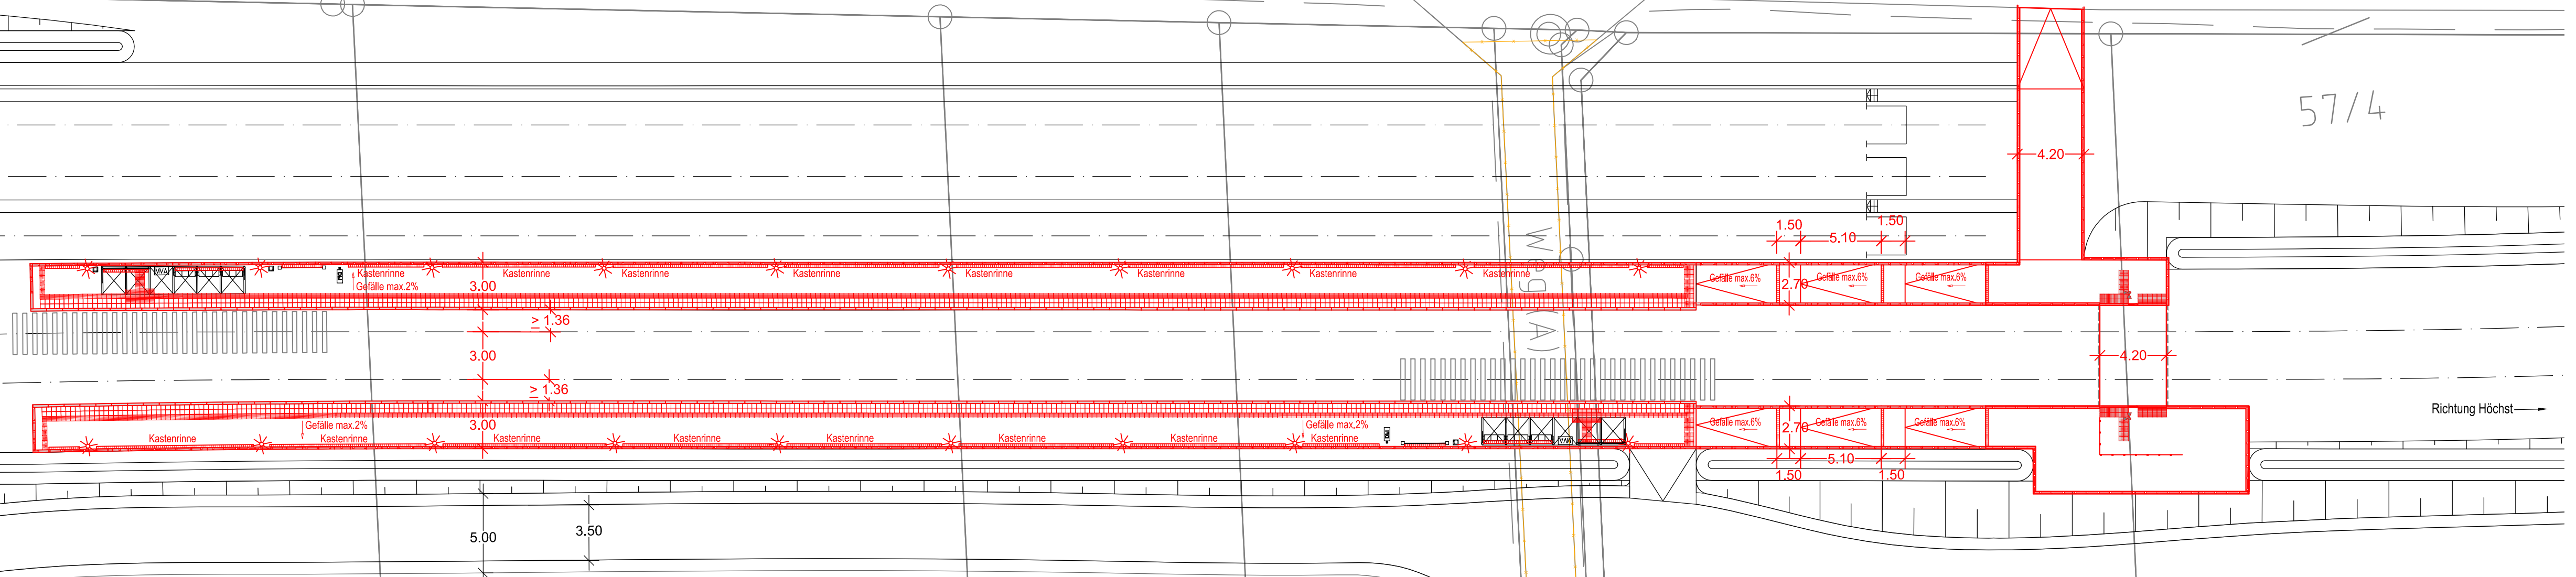 57/4
4.20
1.50
5.10
1.50
MVA
Kastenrinne
Kastenrinne
Kastenrinne
Kastenrinne
Kastenrinne
Kastenrinne
Kastenrinne
Kastenrinne
Gefälle max.2%
3.00
Gefälle max.6%
Gefälle max.6%
Gefälle max.6%
2.70
≥ 1.36
(ABBW
3.00
4.20
≥ 1.36
Richtung Höchst
3.00
Gefälle max.2%
Gefälle max.2%
Kastenrinne
Kastenrinne
Kastenrinne
Kastenrinne
Kastenrinne
Kastenrinne
Kastenrinne
Kastenrinne
MVA
Gefälle max.6%
Gefälle max.6%
Gefälle max.6%
2.70
1.50
5.10
1.50
5.00
3.50